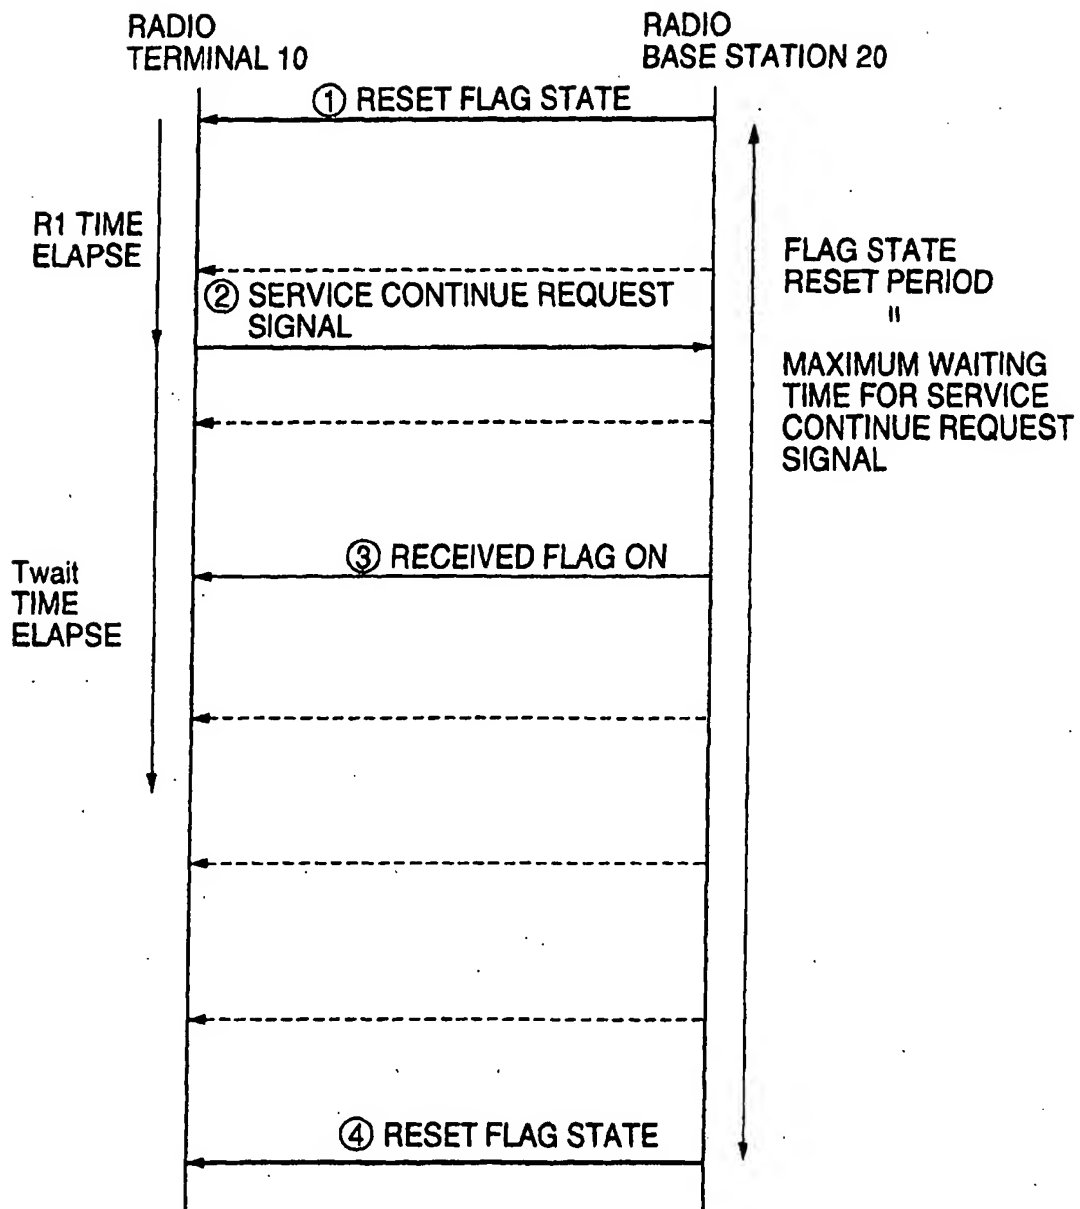 RADIO
TERMINAL 10
RADIO
BASE STATION 20
① RESET FLAG STATE
R1 TIME
ELAPSE
FLAG STATE
RESET PERIOD
=
MAXIMUM WAITING
TIME FOR SERVICE
CONTINUE REQUEST
SIGNAL
② SERVICE CONTINUE REQUEST
SIGNAL
③ RECEIVED FLAG ON
Twait
TIME
ELAPSE
④ RESET FLAG STATE